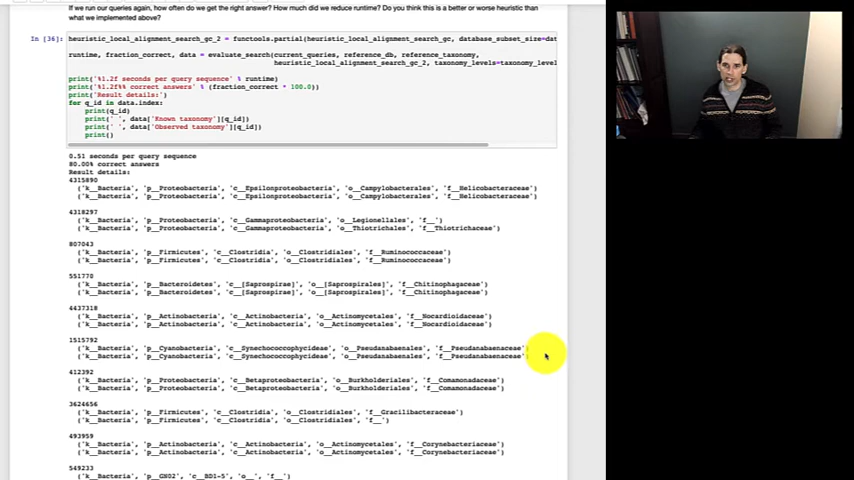 If we run our queries again, how often do we get the right answer? How much did we reduce runtime? Do you think this is a better or worse heuristic than
what we implemented above?
In [36]: heuristic_local_alignment_search_gc_2 = functools.partial(heuristic_local_alignment_search_gc, database_subset_size=dat
runtime, fraction_correct, data = evaluate_search(current_queries, reference_db, reference_taxonomy,
heuristic_local_alignment_search_gc_2, taxonomy_levels=taxonomy_level
print('%1.2f seconds per query sequence' % runtime)
print('%1.2f%% correct answers' % (fraction_correct * 100.0))
print('Result details:')
for q_id in data.index:
print(q_id)
print(' ', data['Known taxonomy'][q_id])
print(' ', data['Observed taxonomy'][q_id])
print()
0.51 seconds per query sequence
80.00% correct answers
Result details:
4315890
('k__Bacteria', 'p__Proteobacteria', 'c__Epsilonproteobacteria', 'o__Campylobacterales', 'f__Helicobacteraceae')
('k__Bacteria', 'p__Proteobacteria', 'c__Epsilonproteobacteria', 'o__Campylobacterales', 'f__Helicobacteraceae')
4318297
('k__Bacteria', 'p__Proteobacteria', 'c__Gammaproteobacteria', 'o__Legionellales', 'f__')
('k__Bacteria', 'p__Proteobacteria', 'c__Gammaproteobacteria', 'o__Thiotrichales', 'f__Thiotrichaceae')
807043
('k__Bacteria', 'p__Firmicutes', 'c__Clostridia', 'o__Clostridiales', 'f__Ruminococcaceae')
('k__Bacteria', 'p__Firmicutes', 'c__Clostridia', 'o__Clostridiales', 'f__Ruminococcaceae')
551770
('k__Bacteria', 'p__Bacteroidetes', 'c__[Saprospirae]', 'o__[Saprospirales]', 'f__Chitinophagaceae')
('k__Bacteria', 'p__Bacteroidetes', 'c__[Saprospirae]', 'o__[Saprospirales]', 'f__Chitinophagaceae')
4437318
('k__Bacteria', 'p__Actinobacteria', 'c__Actinobacteria', 'o__Actinomycetales', 'f__Nocardioidaceae')
('k__Bacteria', 'p__Actinobacteria', 'c__Actinobacteria', 'o__Actinomycetales', 'f__Nocardioidaceae')
1515792
('k__Bacteria', 'p__Cyanobacteria', 'c__Synechococcophycideae', 'o__Pseudanabaenales', 'f__Pseudanabaenaceae')
('k__Bacteria', 'p__Cyanobacteria', 'c__Synechococcophycideae', 'o__Pseudanabaenales', 'f__Pseudanabaenaceae')
412392
('k__Bacteria', 'p__Proteobacteria', 'c__Betaproteobacteria', 'o__Burkholderiales', 'f__Comamonadaceae')
('k__Bacteria', 'p__Proteobacteria', 'c__Betaproteobacteria', 'o__Burkholderiales', 'f__Comamonadaceae')
3624656
('k__Bacteria', 'p__Firmicutes', 'c__Clostridia', 'o__Clostridiales', 'f__Gracilibacteraceae')
('k__Bacteria', 'p__Firmicutes', 'c__Clostridia', 'o__Clostridiales', 'f__')
493959
('k__Bacteria', 'p__Actinobacteria', 'c__Actinobacteria', 'o__Actinomycetales', 'f__Corynebacteriaceae')
('k__Bacteria', 'p__Actinobacteria', 'c__Actinobacteria', 'o__Actinomycetales', 'f__Corynebacteriaceae')
549233
('k__Bacteria', 'p__GN02', 'c__BD1-5', 'o__', 'f__')